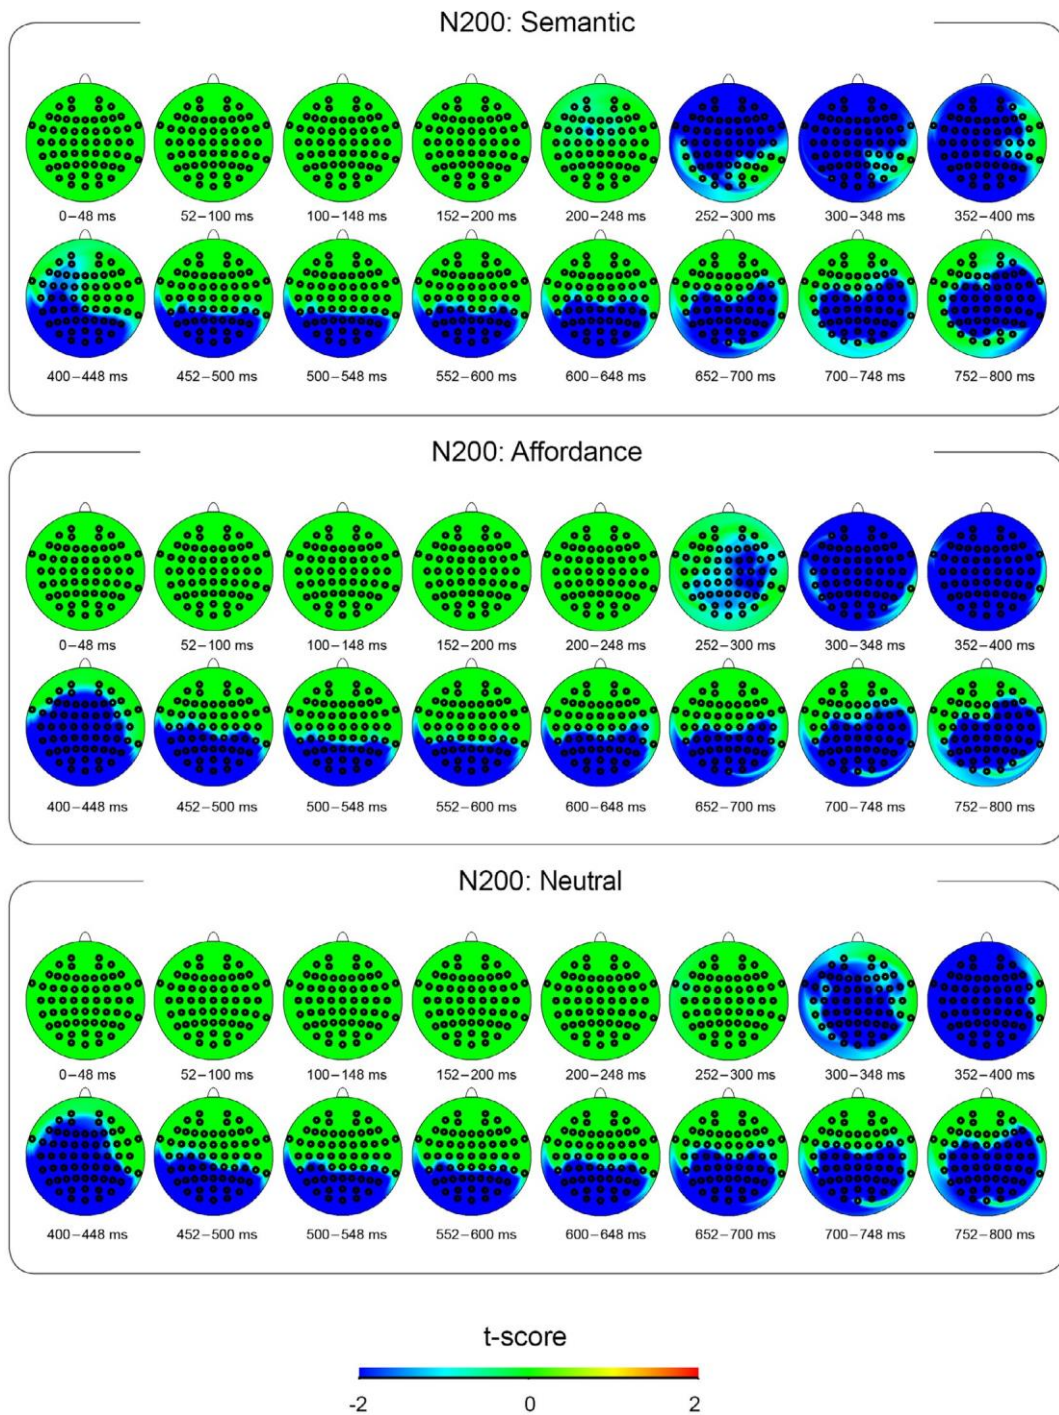 N200: Semantic
0–48 ms 52–100 ms 100–148 ms 152–200 ms 200–248 ms 252–300 ms 300–348 ms 352–400 ms
400–448 ms 452–500 ms 500–548 ms 552–600 ms 600–648 ms 652–700 ms 700–748 ms 752–800 ms
N200: Affordance
0–48 ms 52–100 ms 100–148 ms 152–200 ms 200–248 ms 252–300 ms 300–348 ms 352–400 ms
400–448 ms 452–500 ms 500–548 ms 552–600 ms 600–648 ms 652–700 ms 700–748 ms 752–800 ms
N200: Neutral
0–48 ms 52–100 ms 100–148 ms 152–200 ms 200–248 ms 252–300 ms 300–348 ms 352–400 ms
400–448 ms 452–500 ms 500–548 ms 552–600 ms 600–648 ms 652–700 ms 700–748 ms 752–800 ms
t-score
-2 0 2